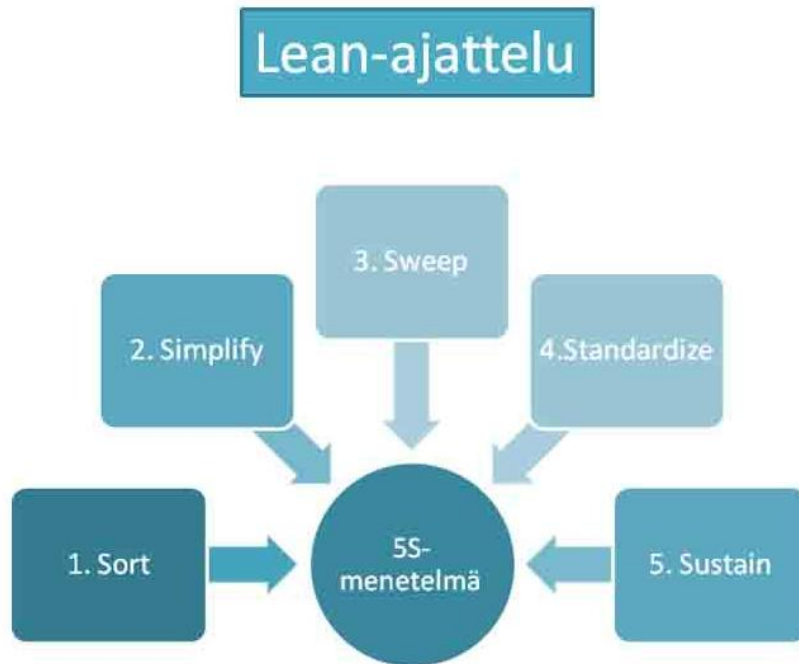 Lean-ajattelu
3. Sweep
2. Simplify
4.Standardize
1. Sort
5S-
menetelmä
5. Sustain